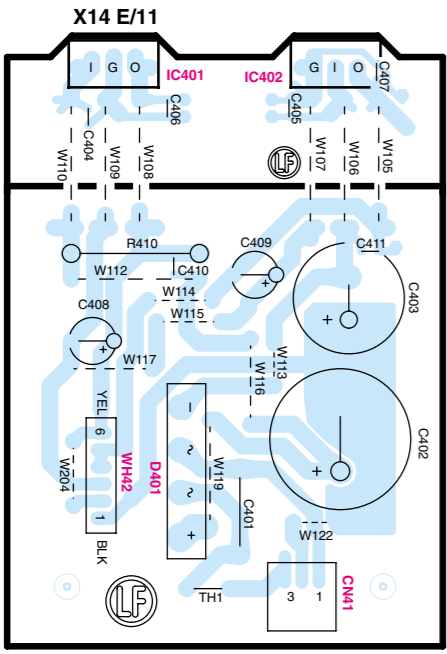 X14 E/11
I G O
IC401
IC402
G I O
C407
C406
C405
C404
W110
W109
W108
LF
W107
W106
W105
R410
C409
C411
W112
C410
C408
W114
W115
C403
W117
W113
W116
YEL
6
WH42
D401
W119
W204
1
BLK
–
~
~
+
C401
C402
+
+
+
+
W122
LF
TH1
3 1
CN41